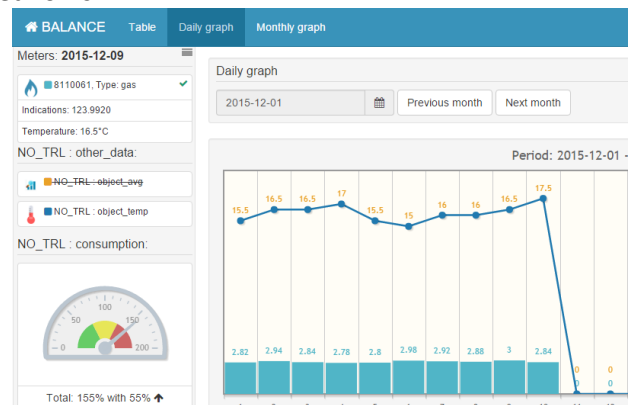 BALANCE Table Daily graph Monthly graph
Meters: 2015-12-09
8110061, Type: gas
Indications: 123.9920
Temperature: 16.5°C
NO_TRL : other_data:
NO_TRL : object_avg
NO_TRL : object_temp
NO_TRL : consumption:
0 50 100 150 200
Total: 155% with 55%
Daily graph
2015-12-01 Previous month Next month
Period: 2015-12-01 -
15.5 16.5 16.5 17 15.5 15 16 16 16.5 17.5 0 0
2.82 2.94 2.84 2.78 2.8 2.98 2.92 2.88 3 2.84 0 0